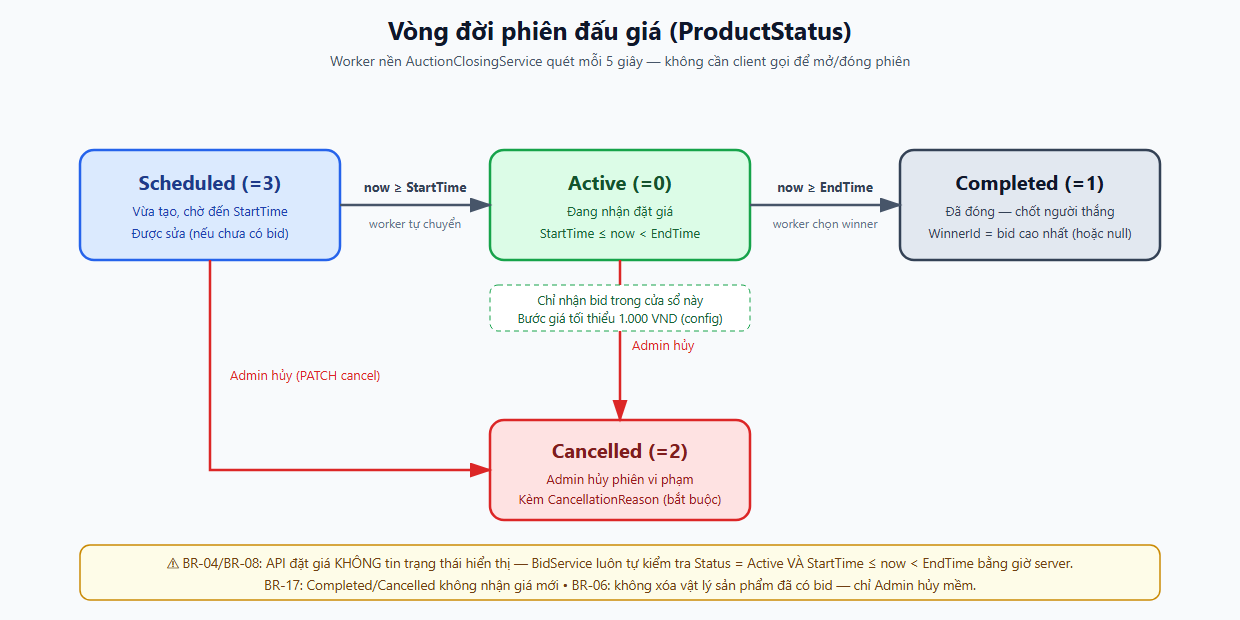 Vòng đời phiên đấu giá (ProductStatus)
Worker nền AuctionClosingService quét mỗi 5 giây — không cần client gọi để mở/đóng phiên
Scheduled (=3)
Vừa tạo, chờ đến StartTime
Được sửa (nếu chưa có bid)
now ≥ StartTime
worker tự chuyển
Active (=0)
Đang nhận đặt giá
StartTime ≤ now < EndTime
now ≥ EndTime
worker chọn winner
Completed (=1)
Đã đóng — chốt người thắng
WinnerId = bid cao nhất (hoặc null)
Chỉ nhận bid trong cửa sổ này
Bước giá tối thiểu 1.000 VND (config)
Admin hủy
Admin hủy (PATCH cancel)
Cancelled (=2)
Admin hủy phiên vi phạm
Kèm CancellationReason (bắt buộc)
⚠ BR-04/BR-08: API đặt giá KHÔNG tin trạng thái hiển thị — BidService luôn tự kiểm tra Status = Active VÀ StartTime ≤ now < EndTime bằng giờ server.
BR-17: Completed/Cancelled không nhận giá mới • BR-06: không xóa vật lý sản phẩm đã có bid — chỉ Admin hủy mềm.